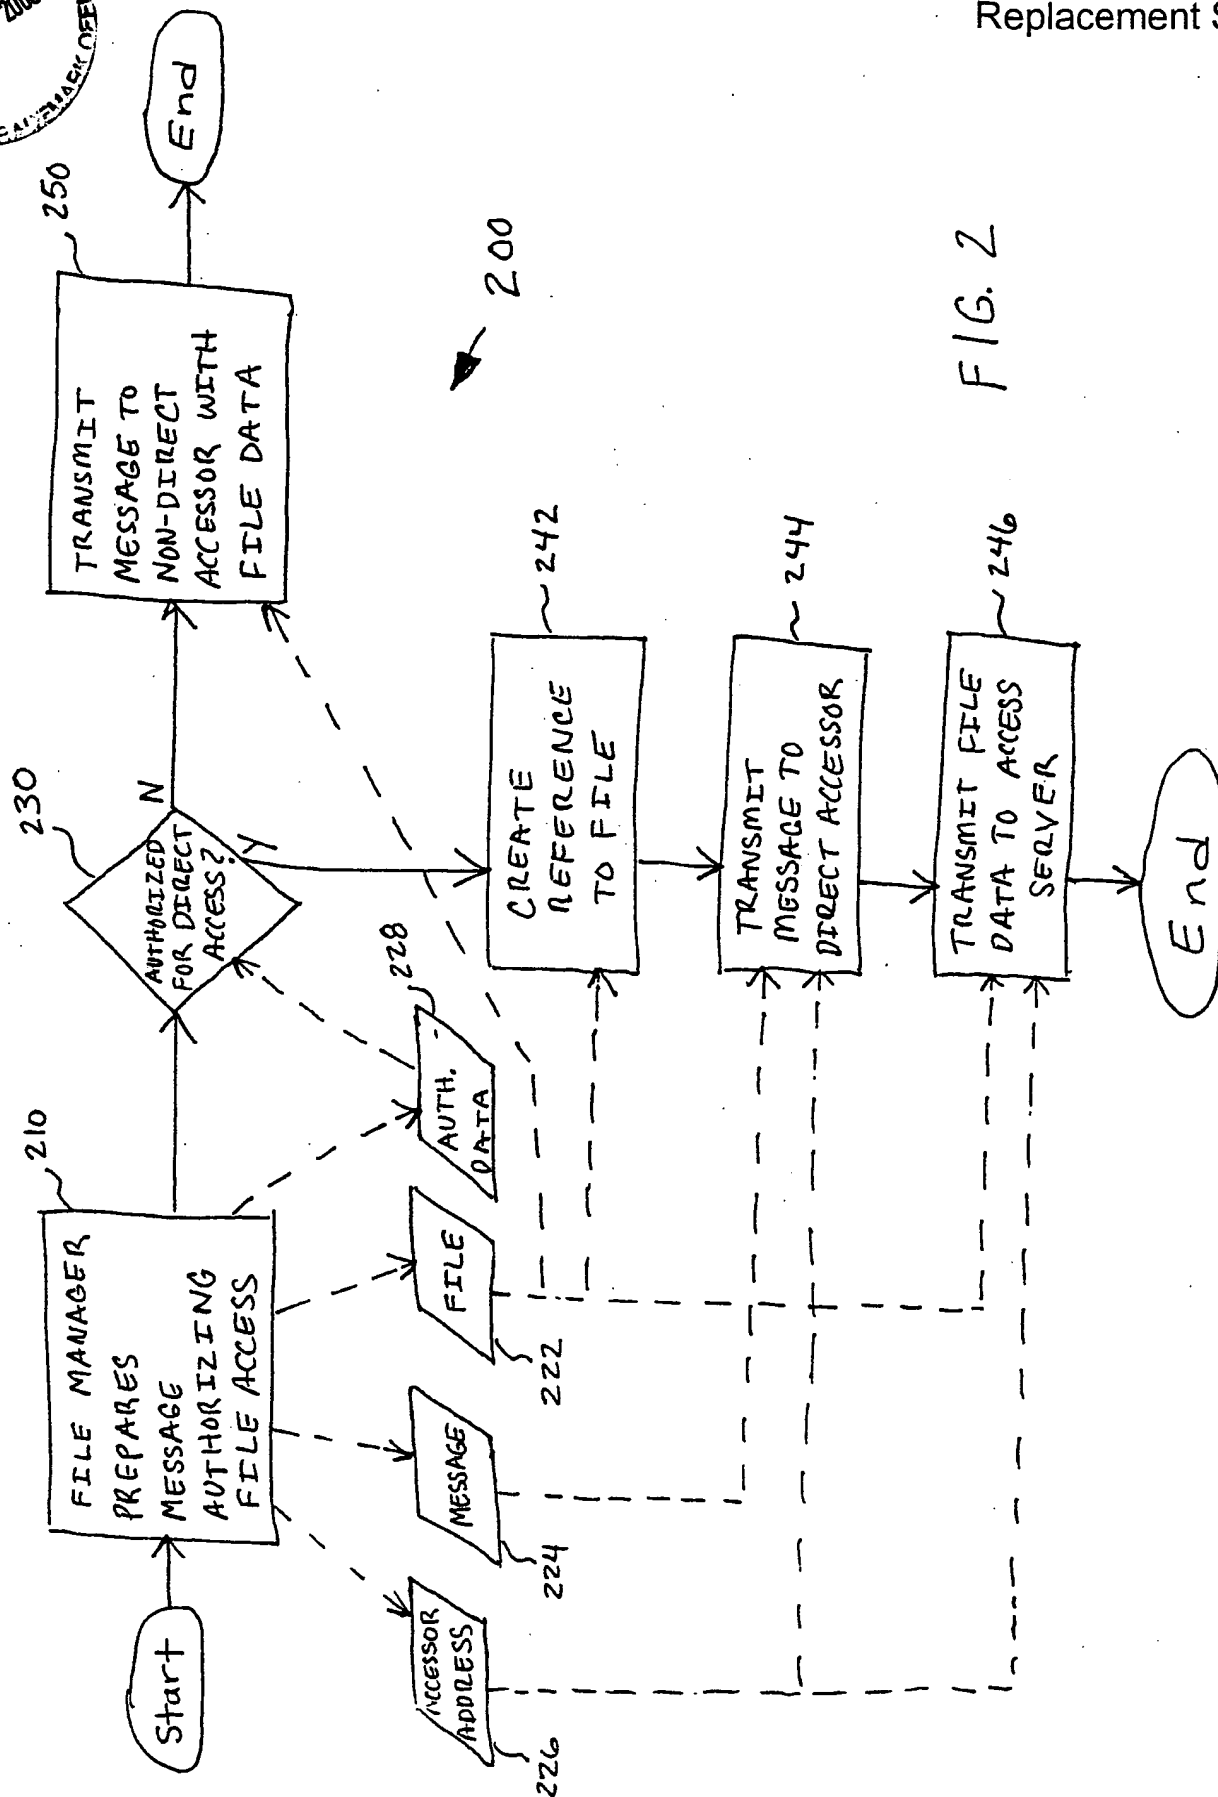 Replacement
Start
210
FILE MANAGER
PREPARES
MESSAGE
AUTHORIZING
FILE ACCESS
230
AUTHORIZED
FOR DIRECT
ACCESS?
N
Y
250
TRANSMIT
MESSAGE TO
NON-DIRECT
ACCESSOR WITH
FILE DATA
End
226
ACCESSOR
ADDRESS
224
MESSAGE
222
FILE
228
AUTH.
DATA
242
CREATE
REFERENCE
TO FILE
244
TRANSMIT
MESSAGE TO
DIRECT ACCESSOR
246
TRANSMIT FILE
DATA TO ACCESS
SERVER
End
200
FIG. 2